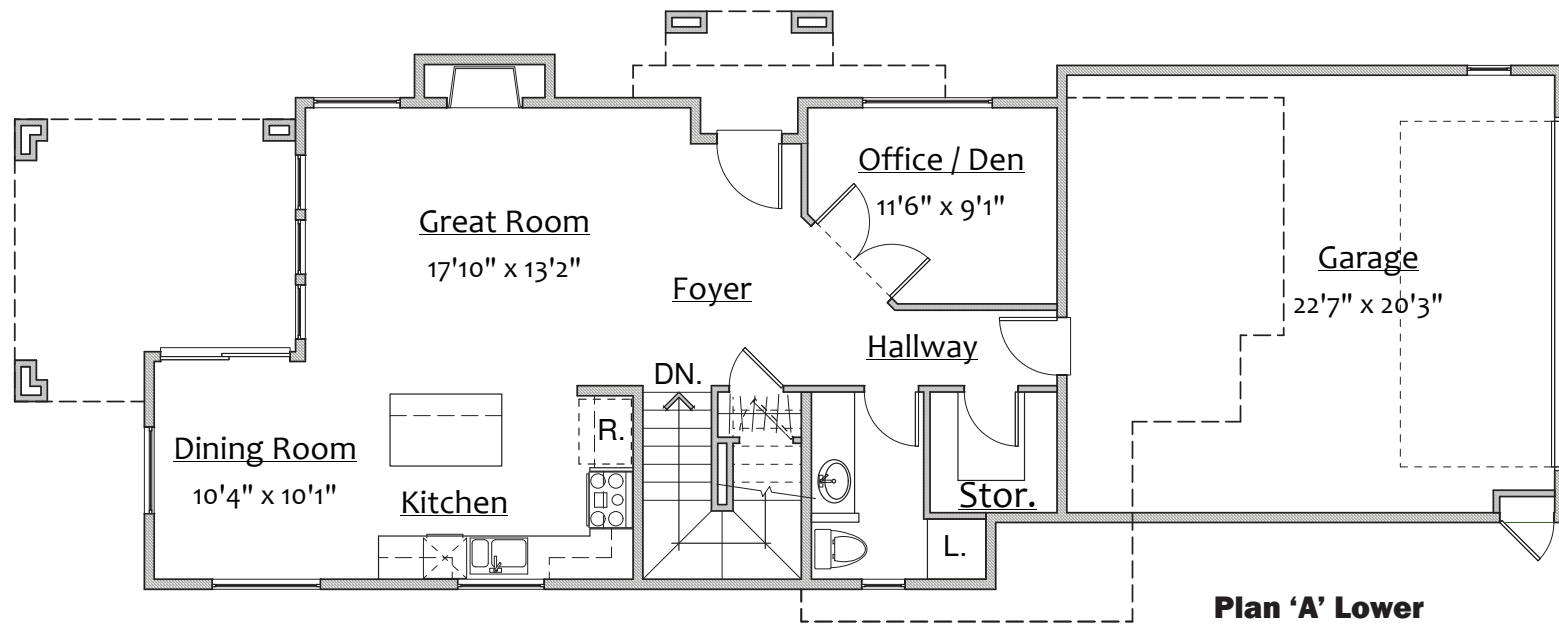 Office / Den
11'6" x 9'1"
Great Room
17'10" x 13'2"
Foyer
Garage
22'7" x 20'3"
Hallway
DN.
R.
Dining Room
10'4" x 10'1"
Kitchen
Stor.
L.
Plan ‘A’ Lower